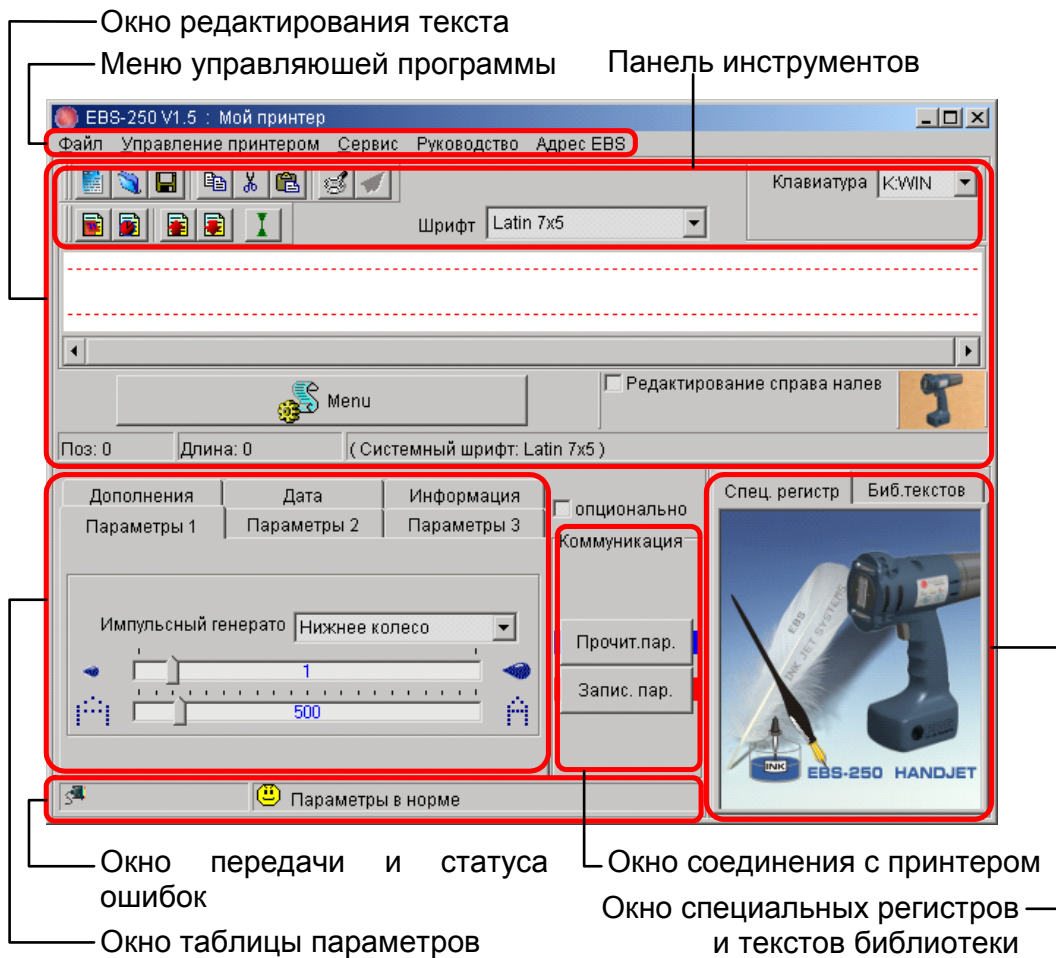 Окно редактирования текста
Меню управляюшей программы
Панель инструментов
EBS-250 V1.5 : Мой принтер
Файл Управление принтером Сервис Руководство Адрес EBS
Клавиатура K:WIN
Шрифт Latin 7x5
Menu
Редактирование справа налев
Поз: 0 Длина: 0 ( Системный шрифт: Latin 7x5 )
Дополнения Дата Информация
Параметры 1 Параметры 2 Параметры 3
Импульсный генерато Нижнее колесо
1
500
опционально
Коммуникация
Прочит.пар.
Запис. пар.
Спец. регистр Биб.текстов
EBS
INK JET SYSTEMS
INK
EBS-250 HANDJET
Параметры в норме
Окно передачи и статуса
ошибок
Окно таблицы параметров
Окно соединения с принтером
Окно специальных регистров
и текстов библиотеки